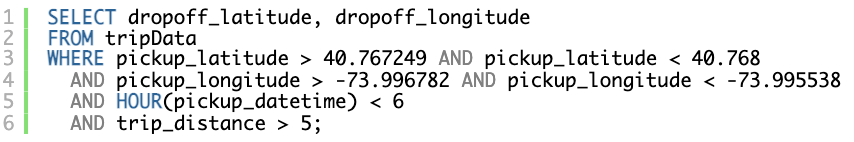 1 SELECT dropoff_latitude, dropoff_longitude
2 FROM tripData
3 WHERE pickup_latitude > 40.767249 AND pickup_latitude < 40.768
4 AND pickup_longitude > -73.996782 AND pickup_longitude < -73.995538
5 AND HOUR(pickup_datetime) < 6
6 AND trip_distance > 5;